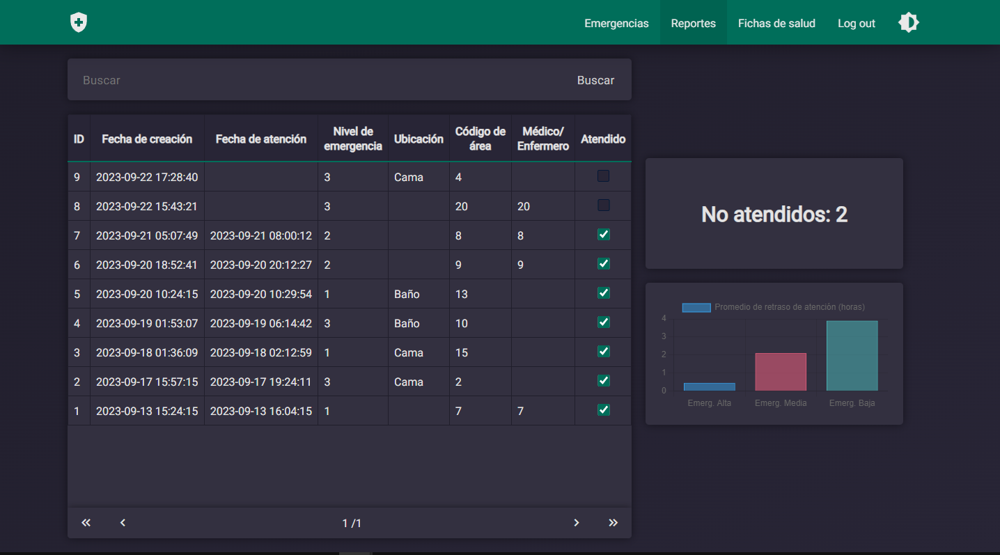 Emergencias Reportes Fichas de salud Log out
Buscar Buscar
ID Fecha de creación Fecha de atención Nivel de emergencia Ubicación Código de área Médico/ Enfermero Atendido
9 2023-09-22 17:28:40 3 Cama 4
8 2023-09-22 15:43:21 3 20 20
7 2023-09-21 05:07:49 2023-09-21 08:00:12 2 8 8
6 2023-09-20 18:52:41 2023-09-20 20:12:27 2 9 9
5 2023-09-20 10:24:15 2023-09-20 10:29:54 1 Baño 13
4 2023-09-19 01:53:07 2023-09-19 06:14:42 3 Baño 10
3 2023-09-18 01:36:09 2023-09-18 02:12:59 1 Cama 15
2 2023-09-17 15:57:15 2023-09-17 19:24:11 3 Cama 2
1 2023-09-13 15:24:15 2023-09-13 16:04:15 1 7 7
« ‹ 1 /1 › »
No atendidos: 2
Promedio de retraso de atención (horas)
4
3
2
1
0
Emerg. Alta Emerg. Media Emerg. Baja